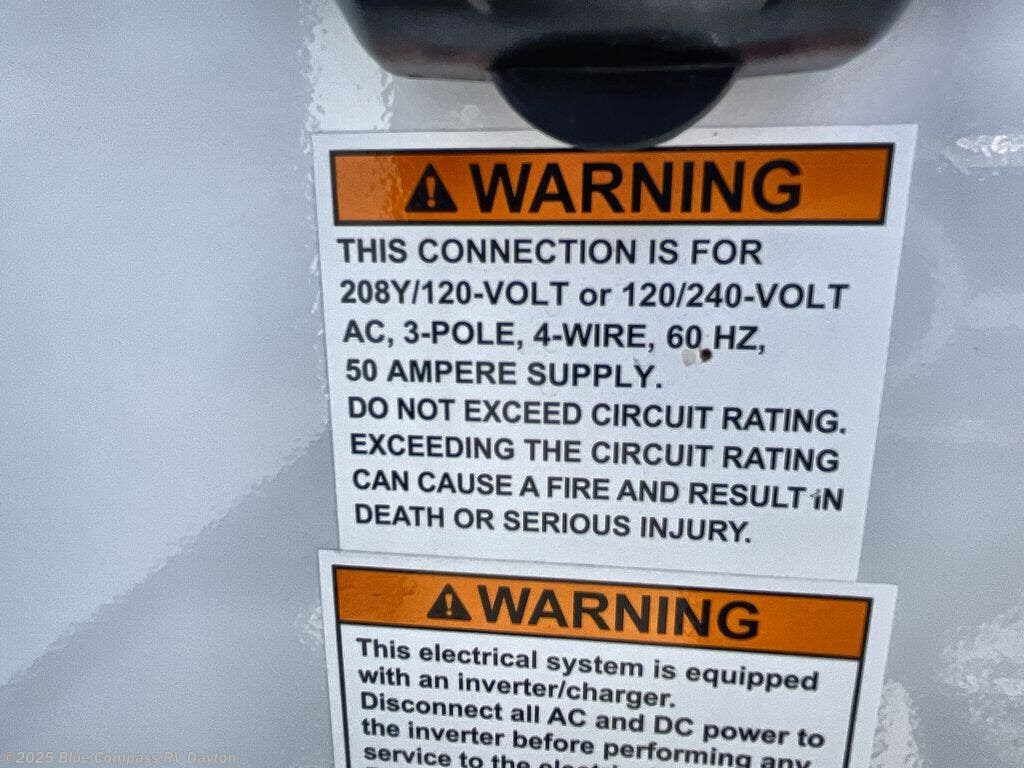 WARNING
THIS CONNECTION IS FOR
208Y/120-VOLT or 120/240-VOLT
AC, 3-POLE, 4-WIRE, 60 HZ,
50 AMPERE SUPPLY.
DO NOT EXCEED CIRCUIT RATING.
EXCEEDING THE CIRCUIT RATING
CAN CAUSE A FIRE AND RESULT IN
DEATH OR SERIOUS INJURY.
WARNING
This electrical system is equipped
with an inverter/charger.
Disconnect all AC and DC power to
the inverter before performing any
service to the
©2025 Blue Compass RV Dayton